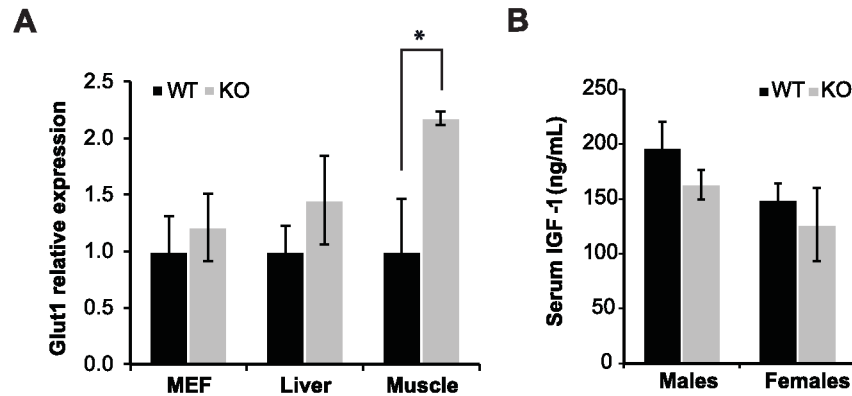 A
Glut1 relative expression
2.5
2.0
1.5
1.0
0.5
0.0
WT KO
*
MEF Liver Muscle
B
Serum IGF -1 (ng/mL)
250
200
150
100
50
0
WT KO
Males Females